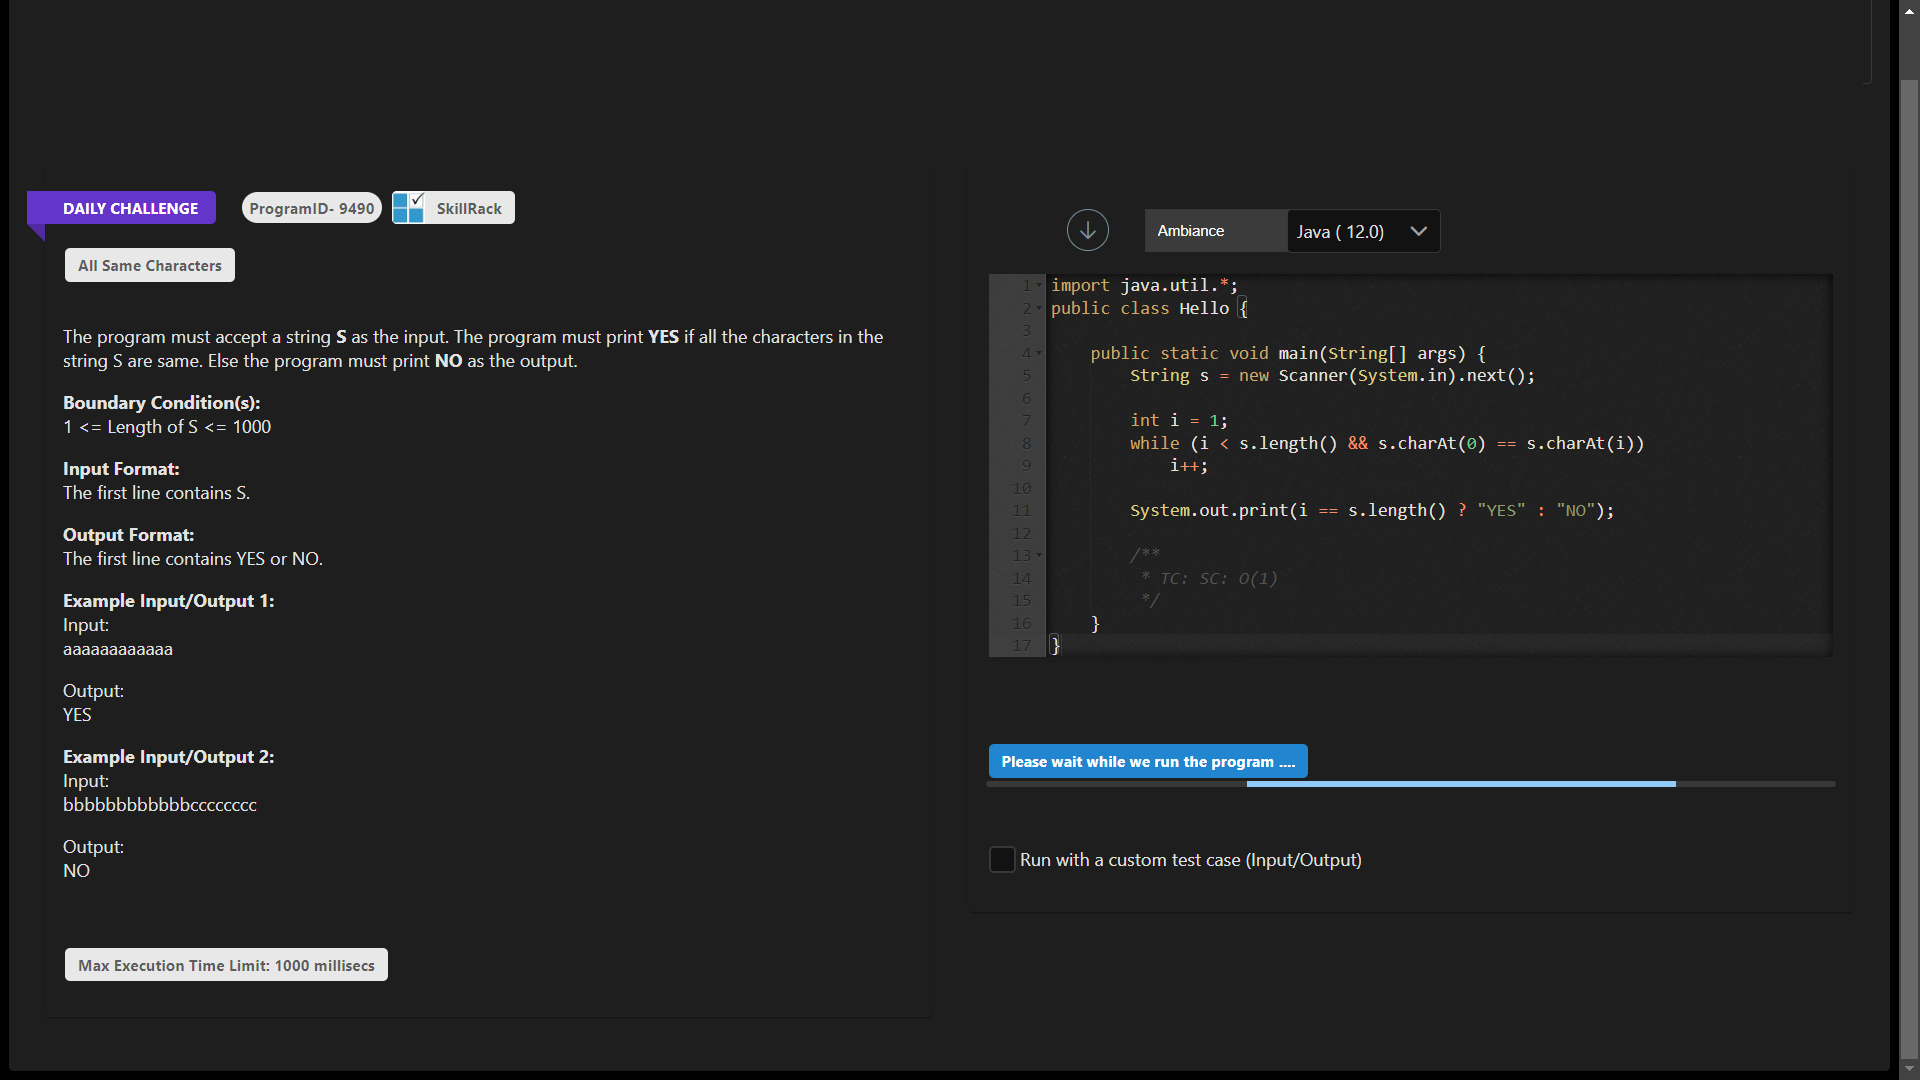 DAILY CHALLENGE
ProgramID- 9490
SkillRack
All Same Characters
The program must accept a string S as the input. The program must print YES if all the characters in the
string S are same. Else the program must print NO as the output.
Boundary Condition(s):
1 <= Length of S <= 1000
Input Format:
The first line contains S.
Output Format:
The first line contains YES or NO.
Example Input/Output 1:
Input:
aaaaaaaaaaaa
Output:
YES
Example Input/Output 2:
Input:
bbbbbbbbbbbbcccccccc
Output:
NO
Max Execution Time Limit: 1000 millisecs
Ambiance
Java ( 12.0)
1 import java.util.*;
2 public class Hello {
3
4     public static void main(String[] args) {
5         String s = new Scanner(System.in).next();
6
7         int i = 1;
8         while (i < s.length() && s.charAt(0) == s.charAt(i))
9             i++;
10
11         System.out.print(i == s.length() ? "YES" : "NO");
12
13         /**
14          * TC: SC: O(1)
15          */
16     }
17 }
Please wait while we run the program ....
Run with a custom test case (Input/Output)